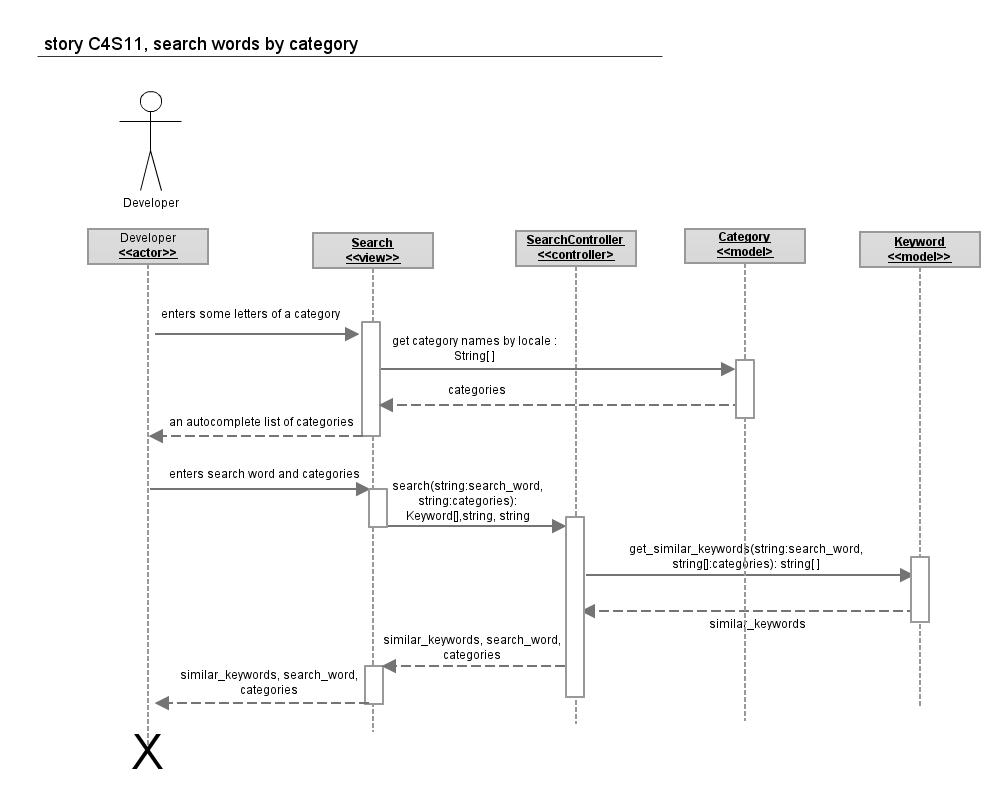 story C4S11, search words by category
Developer
Developer
<<actor>>
Search
<<view>>
SearchController
<<controller>
Category
<<model>
Keyword
<<model>>
enters some letters of a category
get category names by locale :
String[ ]
categories
an autocomplete list of categories
enters search word and categories
search(string:search_word,
string:categories):
Keyword[],string, string
get_similar_keywords(string:search_word,
string[]:categories): string[ ]
similar_keywords
similar_keywords, search_word,
categories
similar_keywords, search_word,
categories
X